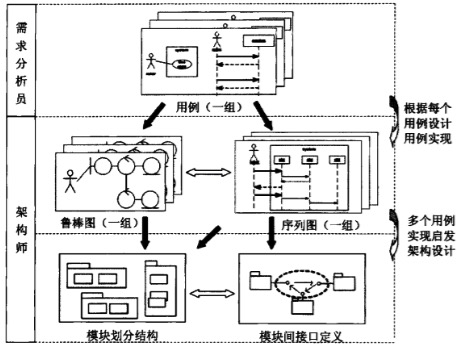 需求分析员
用例（一组）
根据每个
用例设计
用例实现
架构师
鲁棒图（一组）
序列图（一组）
多个用例
实现启发
架构设计
模块划分结构
模块间接口定义